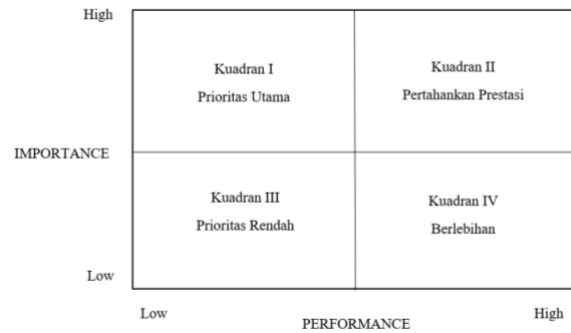 High
Kuadran I
Prioritas Utama
Kuadran II
Pertahankan Prestasi
IMPORTANCE
Kuadran III
Prioritas Rendah
Kuadran IV
Berlebihan
Low
Low
High
PERFORMANCE